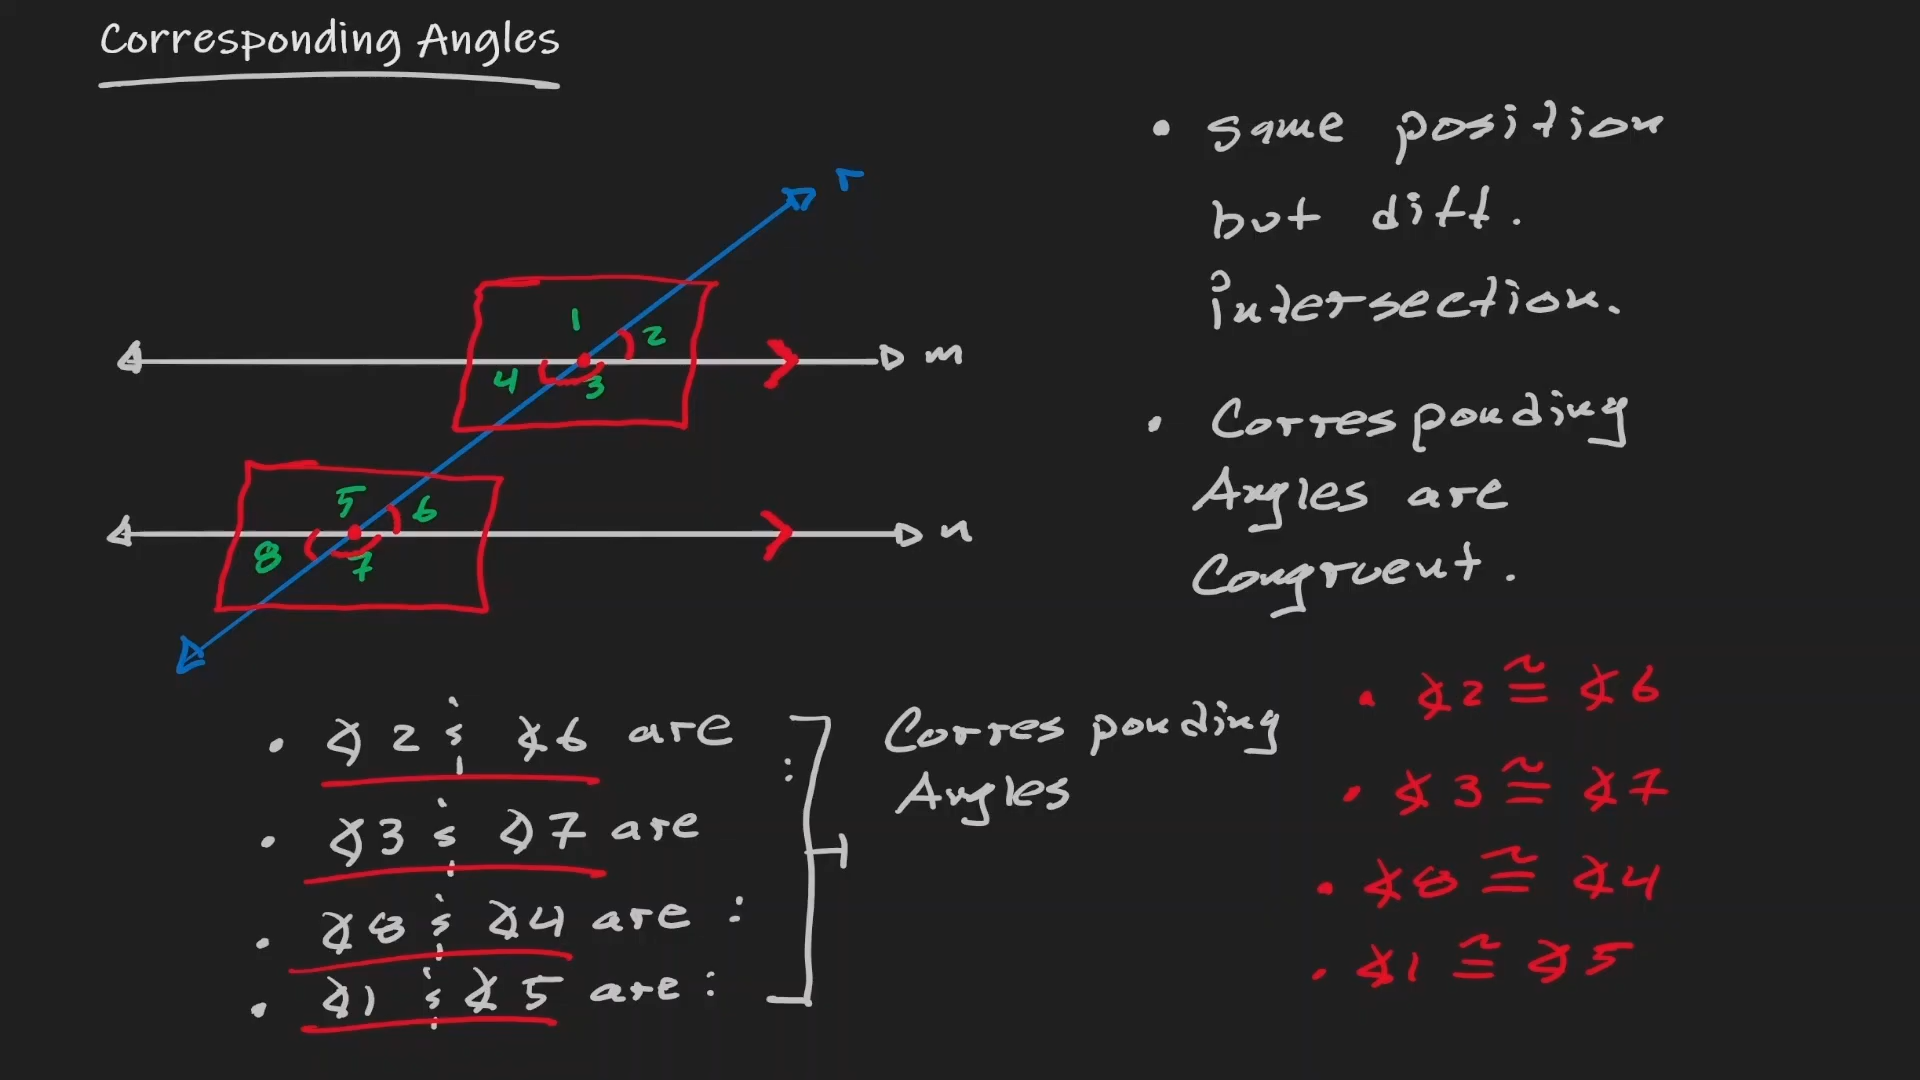 Corresponding Angles
r
1
2
m
4
3
5
6
n
8
7
• same position
but diff.
intersection.
• Corresponding
Angles are
Congruent.
• ∡2 & ∡6 are :
• ∡3 & ∡7 are
• ∡8 & ∡4 are :
• ∡1 & ∡5 are :
Corresponding
Angles
• ∡2 ≅ ∡6
• ∡3 ≅ ∡7
• ∡8 ≅ ∡4
• ∡1 ≅ ∡5